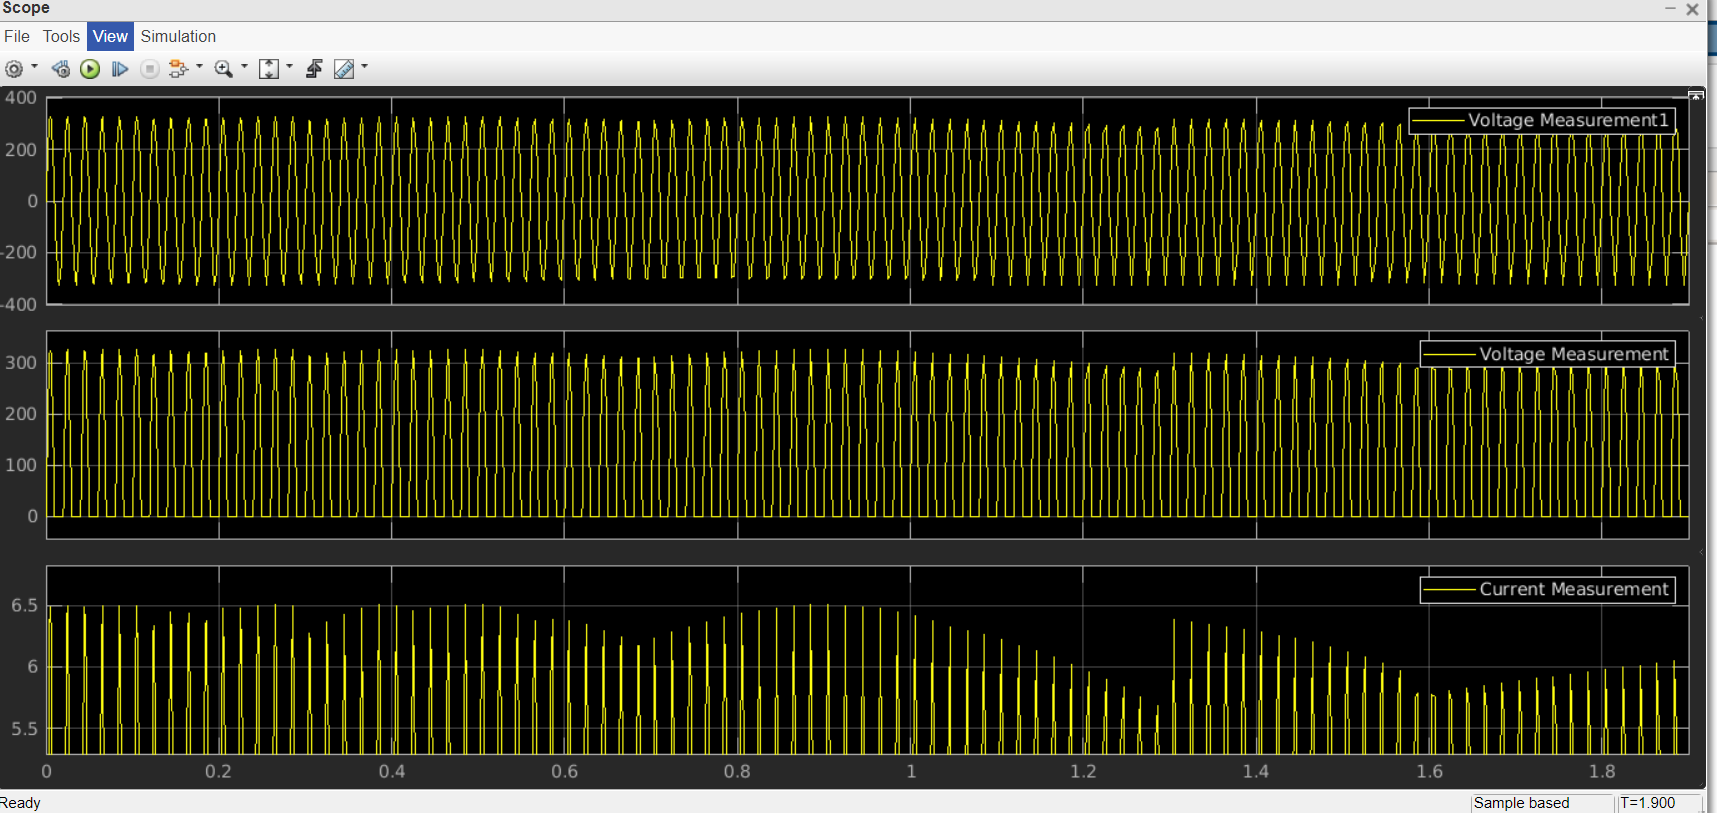 Scope
File Tools View Simulation
400
200
0
-200
-400
Voltage Measurement1
300
200
100
0
Voltage Measurement
6.5
6
5.5
Current Measurement
0 0.2 0.4 0.6 0.8 1 1.2 1.4 1.6 1.8
Ready
Sample based T=1.900